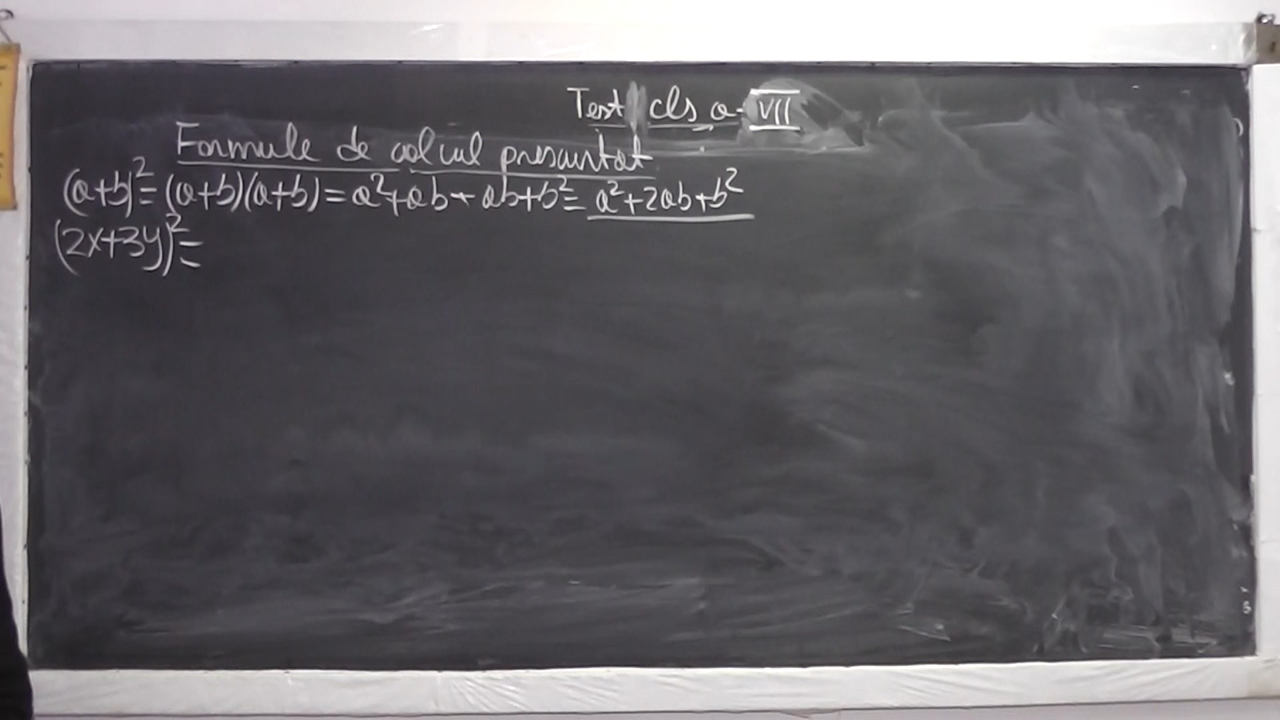 Test cls a VII
Formule de calcul prescurtat
(a+b)²=(a+b)(a+b)=a²+ab+ab+b²=a²+2ab+b²
(2x+3y)²=